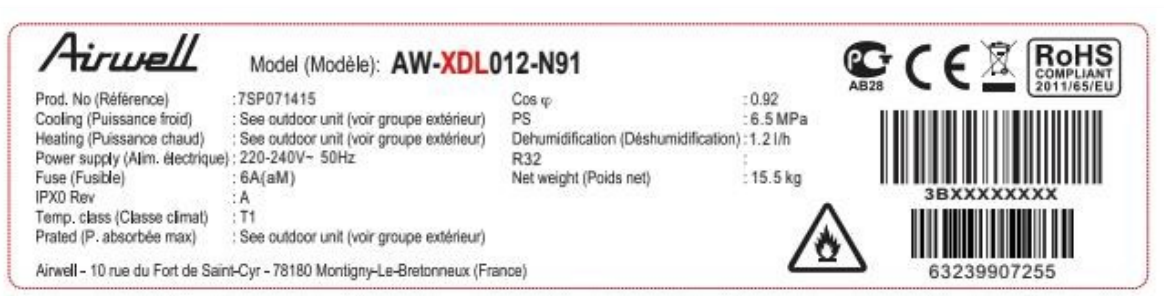 Airwell Model (Modèle): AW-XDL012-N91
Prod. No (Référence) :7SP071415
Cooling (Puissance froid) : See outdoor unit (voir groupe extérieur)
Heating (Puissance chaud) : See outdoor unit (voir groupe extérieur)
Power supply (Alim. électrique) : 220-240V~ 50Hz
Fuse (Fusible) : 6A(aM)
IPX0 Rev : A
Temp. class (Classe climat) : T1
Prated (P. absorbée max) : See outdoor unit (voir groupe extérieur)
Cos φ : 0.92
PS : 6.5 MPa
Dehumidification (Déshumidification) : 1.2 l/h
R32 :
Net weight (Poids net) : 15.5 kg
Airwell - 10 rue du Fort de Saint-Cyr - 78180 Montigny-Le-Bretonneux (France)
PG
AB28
CE
RoHS
COMPLIANT
2011/65/EU
3BXXXXXXXX
63239907255